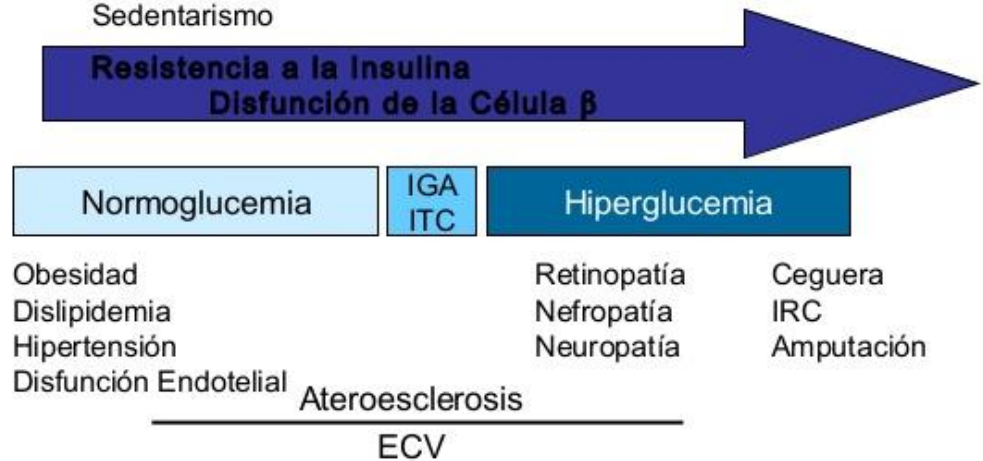 Sedentarismo
Resistencia a la Insulina
Disfunción de la Célula β
Normoglucemia
IGA
ITC
Hiperglucemia
Obesidad
Dislipidemia
Hipertensión
Disfunción Endotelial
Retinopatía
Nefropatía
Neuropatía
Ceguera
IRC
Amputación
Ateroesclerosis
ECV